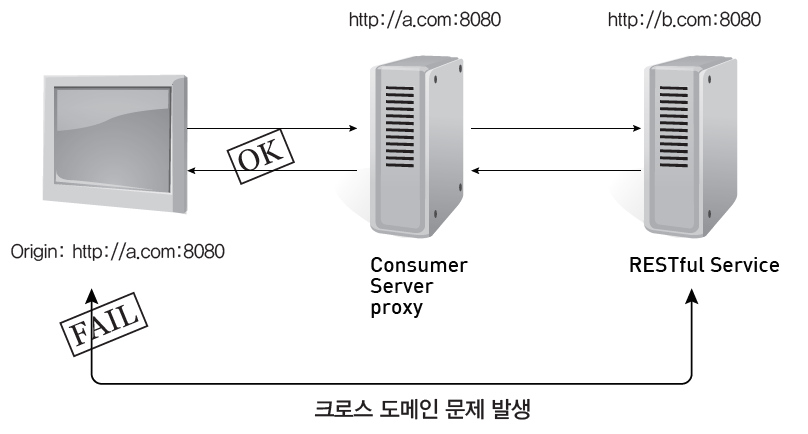 http://a.com:8080
http://b.com:8080
OK
Origin: http://a.com:8080
Consumer
Server
proxy
RESTful Service
FAIL
크로스 도메인 문제 발생